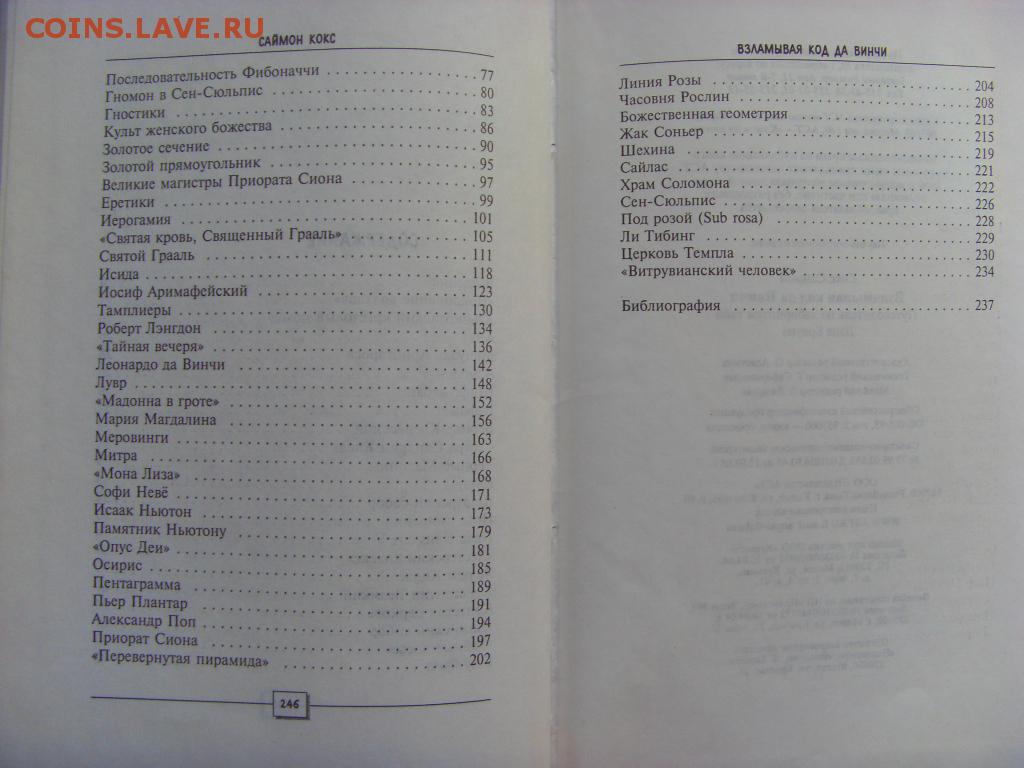 COINS.LAVE.RU
САЙМОН КОКС
Последовательность Фибоначчи . . . . . . . . . . . . . . . . . . . . 77
Гномон в Сен-Сюльпис . . . . . . . . . . . . . . . . . . . . 80
Гностики . . . . . . . . . . . . . . . . . . . . 83
Культ женского божества . . . . . . . . . . . . . . . . . . . . 86
Золотое сечение . . . . . . . . . . . . . . . . . . . . 90
Золотой прямоугольник . . . . . . . . . . . . . . . . . . . . 95
Великие магистры Приората Сиона . . . . . . . . . . . . . . . . . . . . 97
Еретики . . . . . . . . . . . . . . . . . . . . 99
Иерогамия . . . . . . . . . . . . . . . . . . . . 101
«Святая кровь, Священный Грааль» . . . . . . . . . . . . . . . . . . . . 105
Святой Грааль . . . . . . . . . . . . . . . . . . . . 111
Исида . . . . . . . . . . . . . . . . . . . . 118
Иосиф Аримафейский . . . . . . . . . . . . . . . . . . . . 123
Тамплиеры . . . . . . . . . . . . . . . . . . . . 130
Роберт Лэнгдон . . . . . . . . . . . . . . . . . . . . 134
«Тайная вечеря» . . . . . . . . . . . . . . . . . . . . 136
Леонардо да Винчи . . . . . . . . . . . . . . . . . . . . 142
Лувр . . . . . . . . . . . . . . . . . . . . 148
«Мадонна в гроте» . . . . . . . . . . . . . . . . . . . . 152
Мария Магдалина . . . . . . . . . . . . . . . . . . . . 156
Меровинги . . . . . . . . . . . . . . . . . . . . 163
Митра . . . . . . . . . . . . . . . . . . . . 166
«Мона Лиза» . . . . . . . . . . . . . . . . . . . . 168
Софи Невё . . . . . . . . . . . . . . . . . . . . 171
Исаак Ньютон . . . . . . . . . . . . . . . . . . . . 173
Памятник Ньютону . . . . . . . . . . . . . . . . . . . . 179
«Опус Деи» . . . . . . . . . . . . . . . . . . . . 181
Осирис . . . . . . . . . . . . . . . . . . . . 185
Пентаграмма . . . . . . . . . . . . . . . . . . . . 189
Пьер Плантар . . . . . . . . . . . . . . . . . . . . 191
Александр Поп . . . . . . . . . . . . . . . . . . . . 194
Приорат Сиона . . . . . . . . . . . . . . . . . . . . 197
«Перевернутая пирамида» . . . . . . . . . . . . . . . . . . . . 202
246
ВЗЛАМЫВАЯ КОД ДА ВИНЧИ
Линия Розы . . . . . . . . . . . . . . . . . . . . 204
Часовня Рослин . . . . . . . . . . . . . . . . . . . . 208
Божественная геометрия . . . . . . . . . . . . . . . . . . . . 213
Жак Соньер . . . . . . . . . . . . . . . . . . . . 215
Шехина . . . . . . . . . . . . . . . . . . . . 219
Сайлас . . . . . . . . . . . . . . . . . . . . 221
Храм Соломона . . . . . . . . . . . . . . . . . . . . 222
Сен-Сюльпис . . . . . . . . . . . . . . . . . . . . 226
Под розой (Sub rosa) . . . . . . . . . . . . . . . . . . . . 228
Ли Тибинг . . . . . . . . . . . . . . . . . . . . 229
Церковь Темпла . . . . . . . . . . . . . . . . . . . . 230
«Витрувианский человек» . . . . . . . . . . . . . . . . . . . . 234
Библиография . . . . . . . . . . . . . . . . . . . . 237